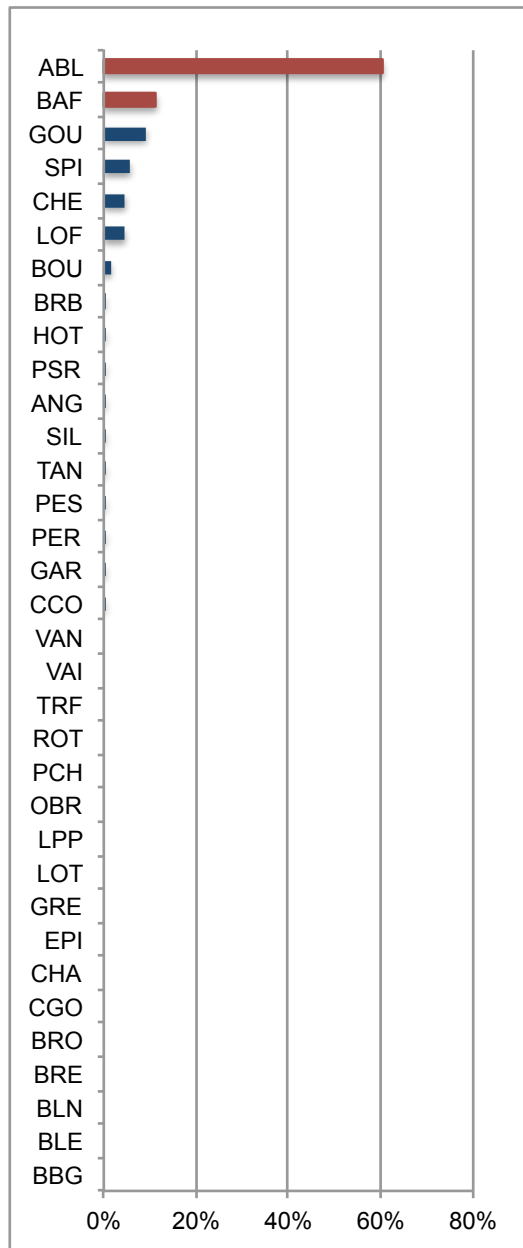 ABL
BAF
GOU
SPI
CHE
LOF
BOU
BRB
HOT
PSR
ANG
SIL
TAN
PES
PER
GAR
CCO
VAN
VAI
TRF
ROT
PCH
OBR
LPP
LOT
GRE
EPI
CHA
CGO
BRO
BRE
BLN
BLE
BBG
0% 20% 40% 60% 80%